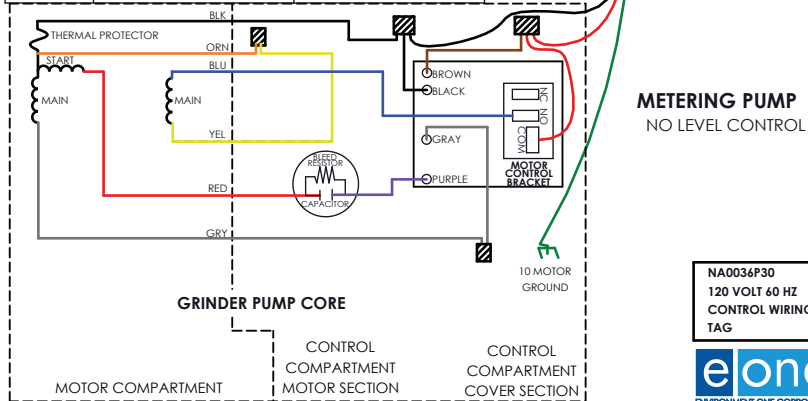 BLK
THERMAL PROTECTOR
ORN
START
BLU
MAIN
MAIN
YEL
BLEED
RESISTOR
CAPACITOR
RED
GRY
BROWN
BLACK
GRAY
PURPLE
NC
NO
COM
MOTOR
CONTROL
BRACKET
10 MOTOR
GROUND
GRINDER PUMP CORE
MOTOR COMPARTMENT
CONTROL
COMPARTMENT
MOTOR SECTION
CONTROL
COMPARTMENT
COVER SECTION
METERING PUMP
NO LEVEL CONTROL
NA0036P30
120 VOLT 60 HZ
CONTROL WIRING
TAG
e|one